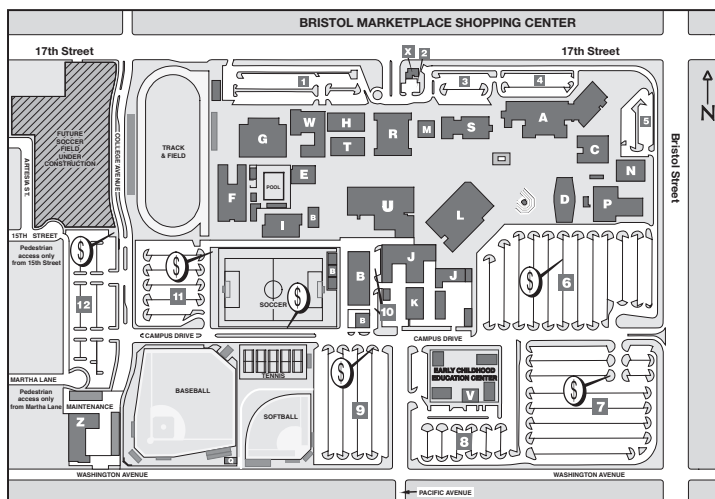 BRISTOL MARKETPLACE SHOPPING CENTER
17th Street
X
2
17th Street
1
3
4
N
FUTURE
SOCCER
FIELD
UNDER
CONSTRUCTION
COLLEGE AVENUE
ARTESIA ST.
TRACK
& FIELD
G
W
H
T
R
M
S
A
5
C
N
Bristol Street
F
E
POOL
I
B
U
L
D
P
15TH STREET
Pedestrian
access only
from 15th Street
$
12
$
11
SOCCER
$
B
B
B
10
J
J
K
$
6
CAMPUS DRIVE
CAMPUS DRIVE
MARTHA LANE
Pedestrian
access only
from Martha Lane
MAINTENANCE
Z
BASEBALL
TENNIS
SOFTBALL
$
9
EARLY CHILDHOOD
EDUCATION CENTER
V
8
$
7
WASHINGTON AVENUE
WASHINGTON AVENUE
PACIFIC AVENUE